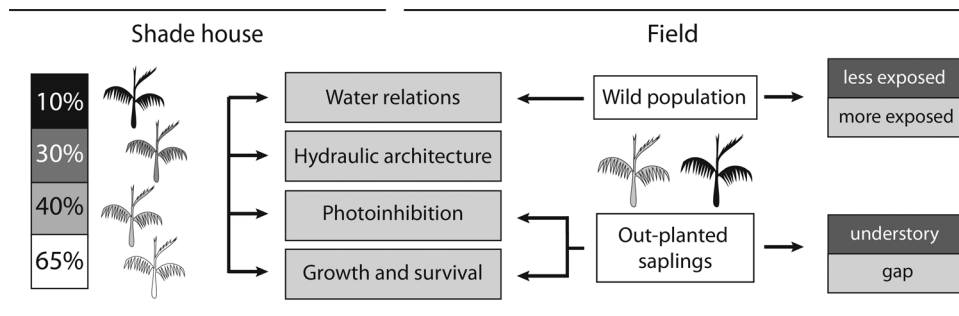 Shade house
Field
10%
30%
40%
65%
Water relations
Hydraulic architecture
Photoinhibition
Growth and survival
Wild population
Out-planted
saplings
less exposed
more exposed
understory
gap